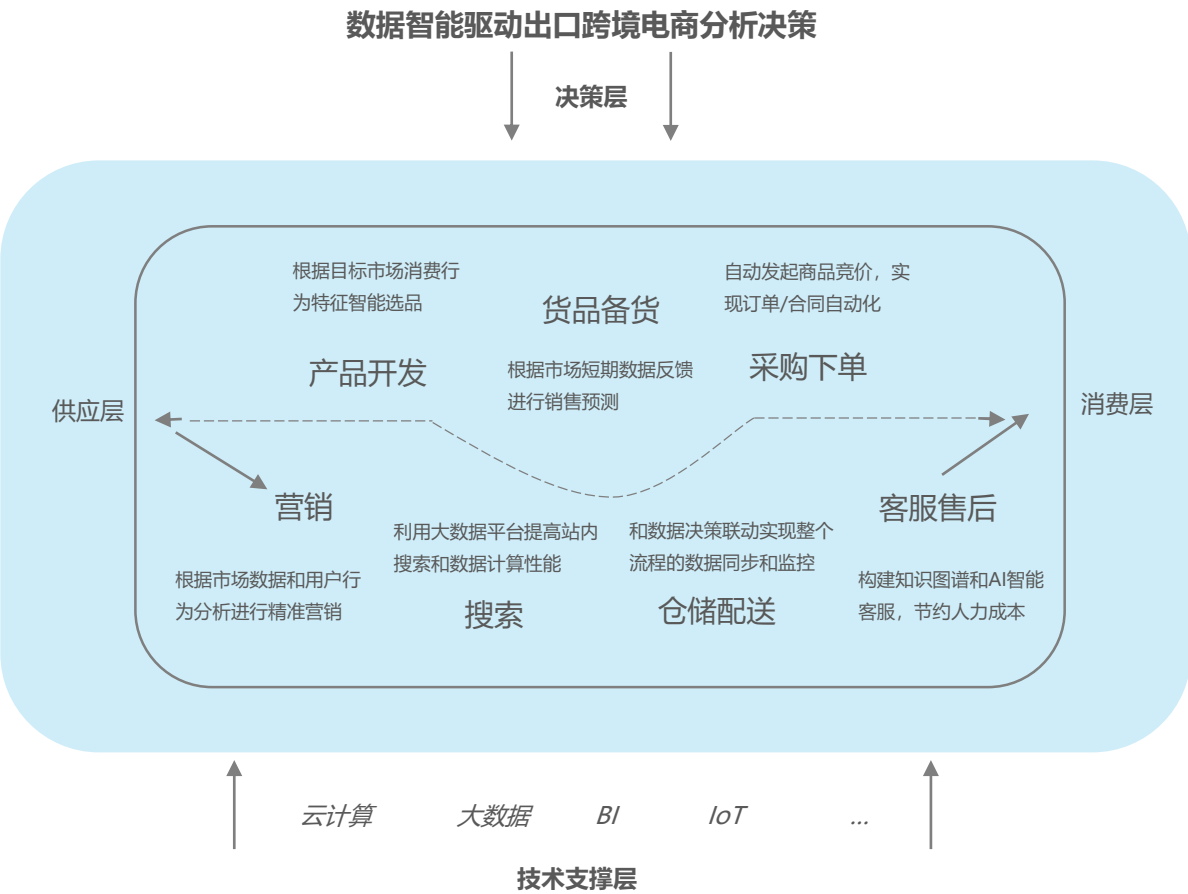 数据智能驱动出口跨境电商分析决策
决策层
根据目标市场消费行
为特征智能选品
产品开发
货品备货
根据市场短期数据反馈
进行销售预测
自动发起商品竞价，实
现订单/合同自动化
采购下单
供应层
消费层
营销
根据市场数据和用户行
为分析进行精准营销
利用大数据平台提高站内
搜索和数据计算性能
搜索
和数据决策联动实现整个
流程的数据同步和监控
仓储配送
客服售后
构建知识图谱和AI智能
客服，节约人力成本
云计算 大数据 BI IoT ...
技术支撑层